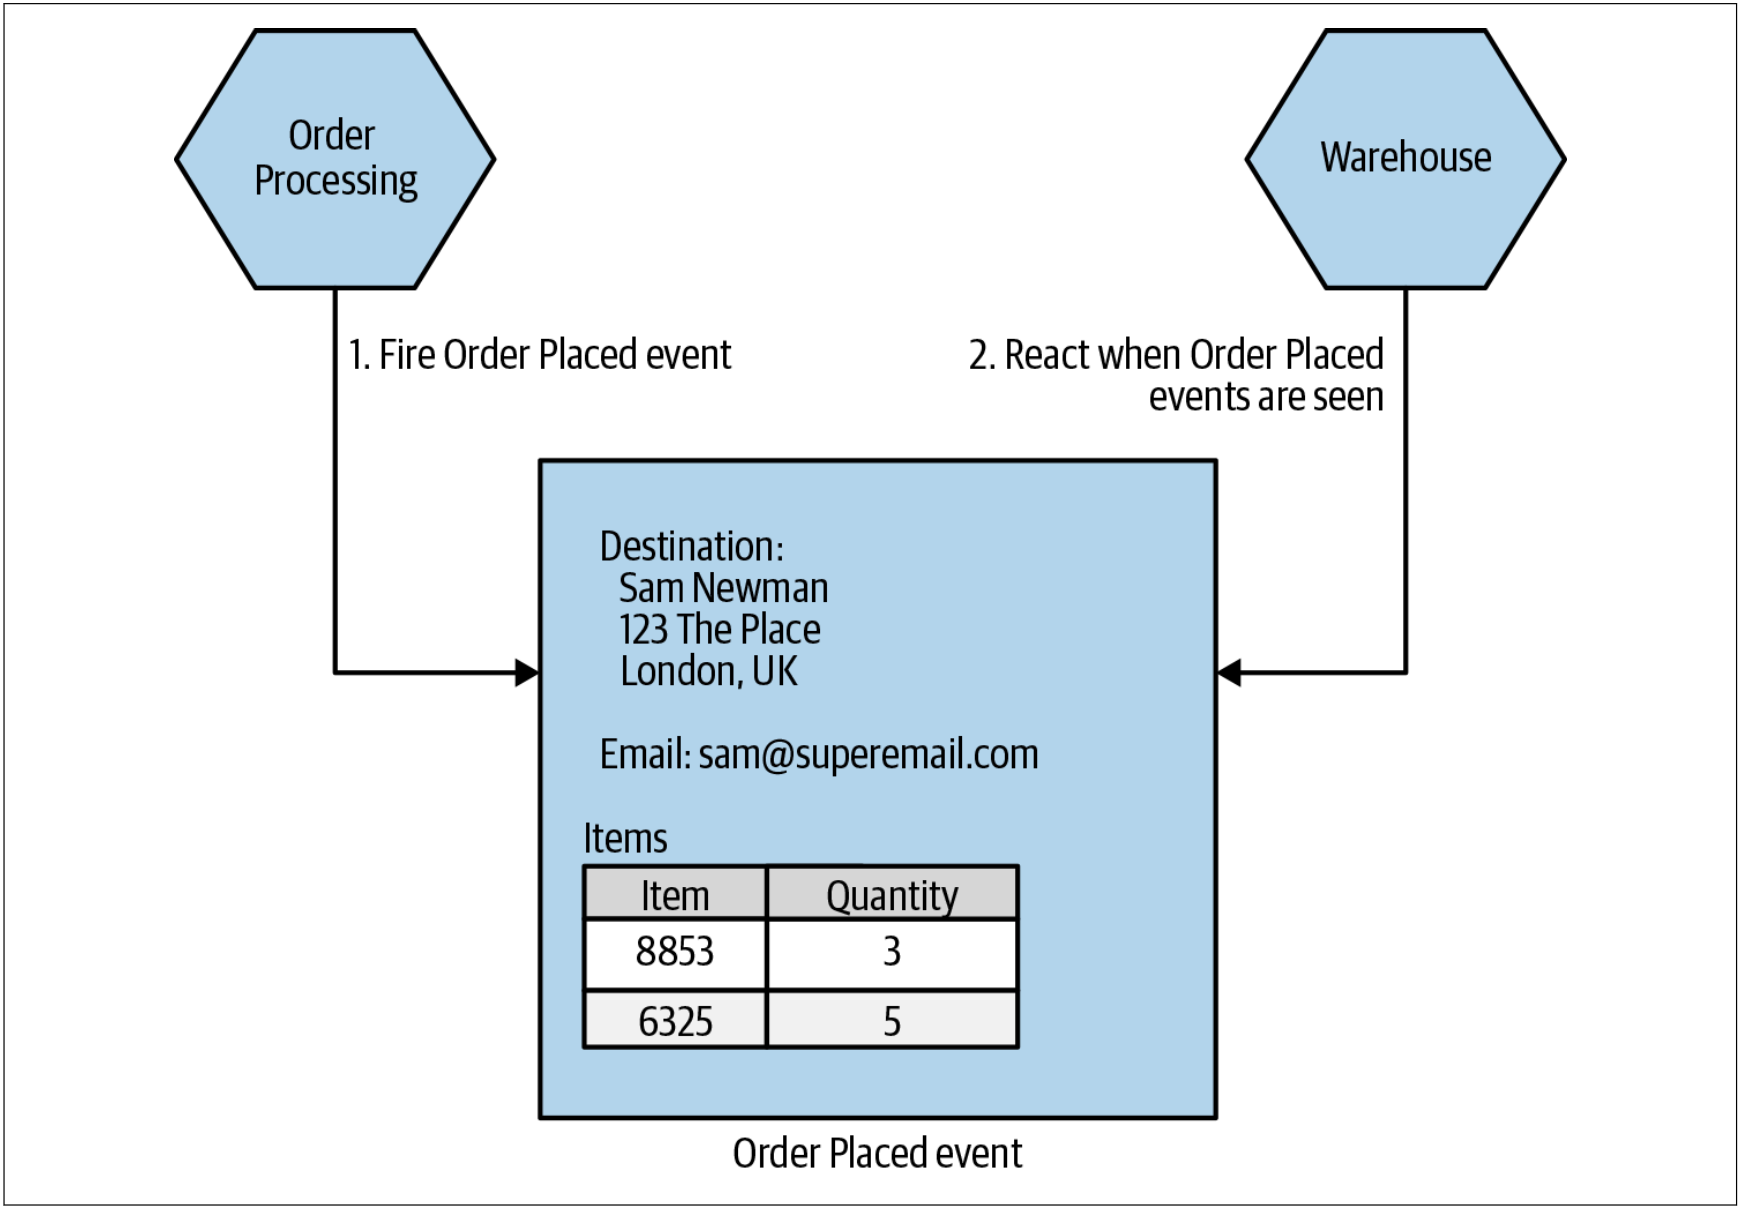 Order
Processing
Warehouse
1. Fire Order Placed event
2. React when Order Placed
events are seen
Destination:
Sam Newman
123 The Place
London, UK
Email: sam@superemail.com
Items
Item Quantity
8853 3
6325 5
Order Placed event